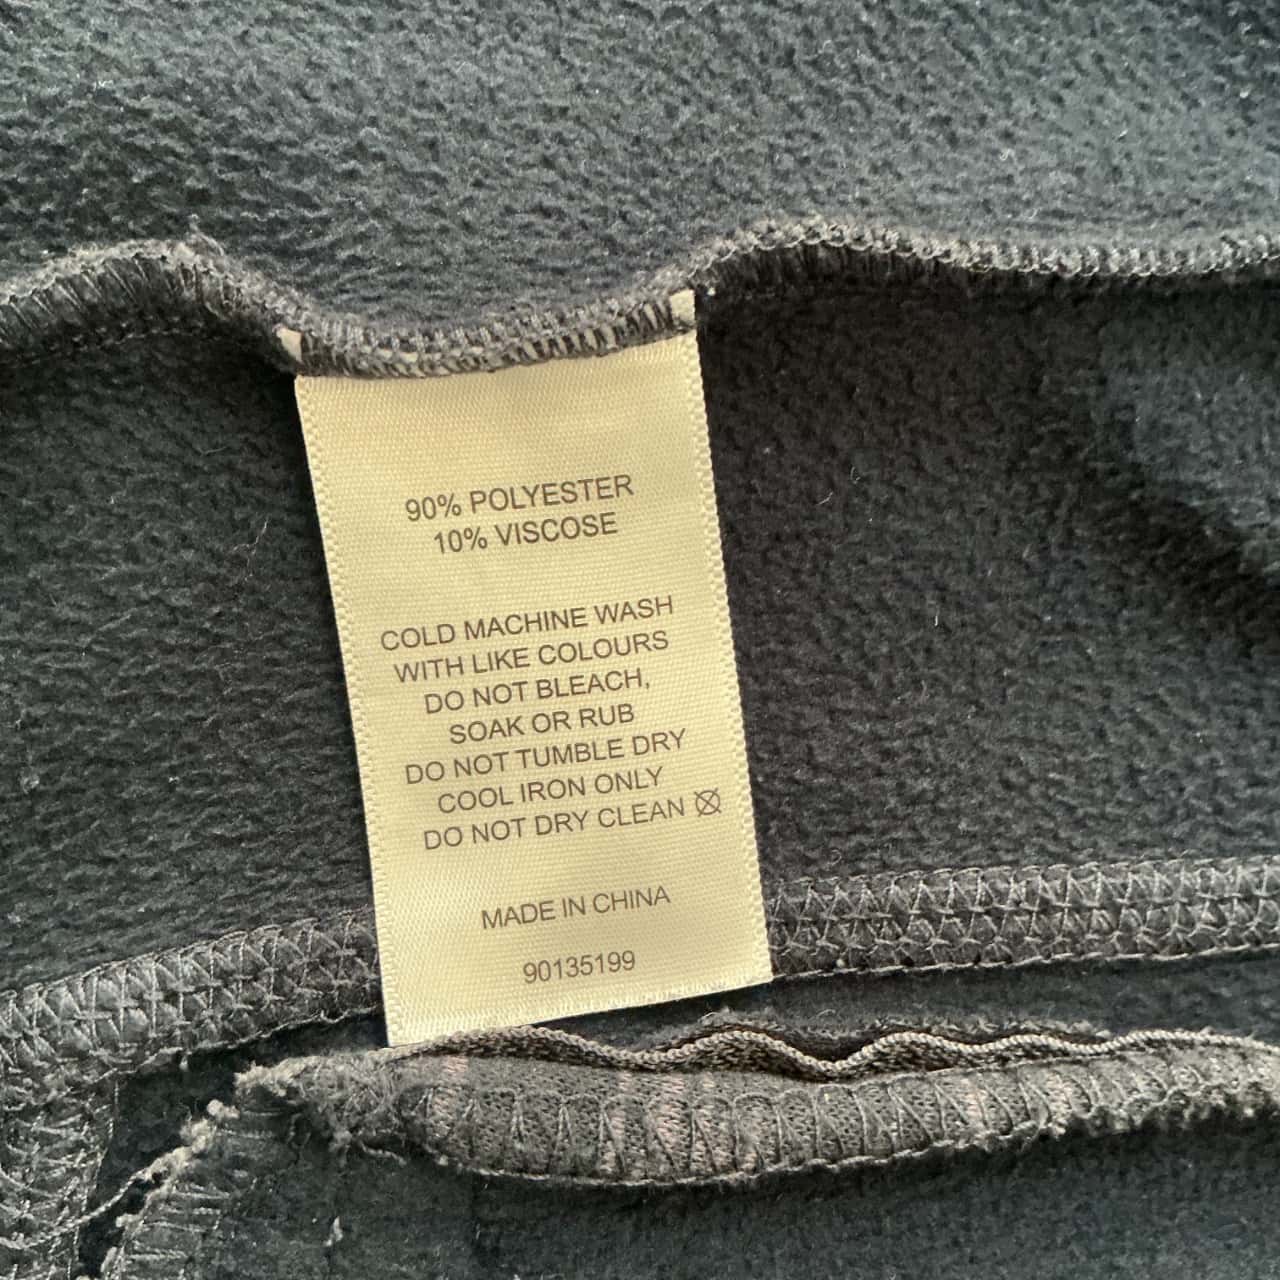 90% POLYESTER
10% VISCOSE
COLD MACHINE WASH
WITH LIKE COLOURS
DO NOT BLEACH,
SOAK OR RUB
DO NOT TUMBLE DRY
COOL IRON ONLY
DO NOT DRY CLEAN
MADE IN CHINA
90135199